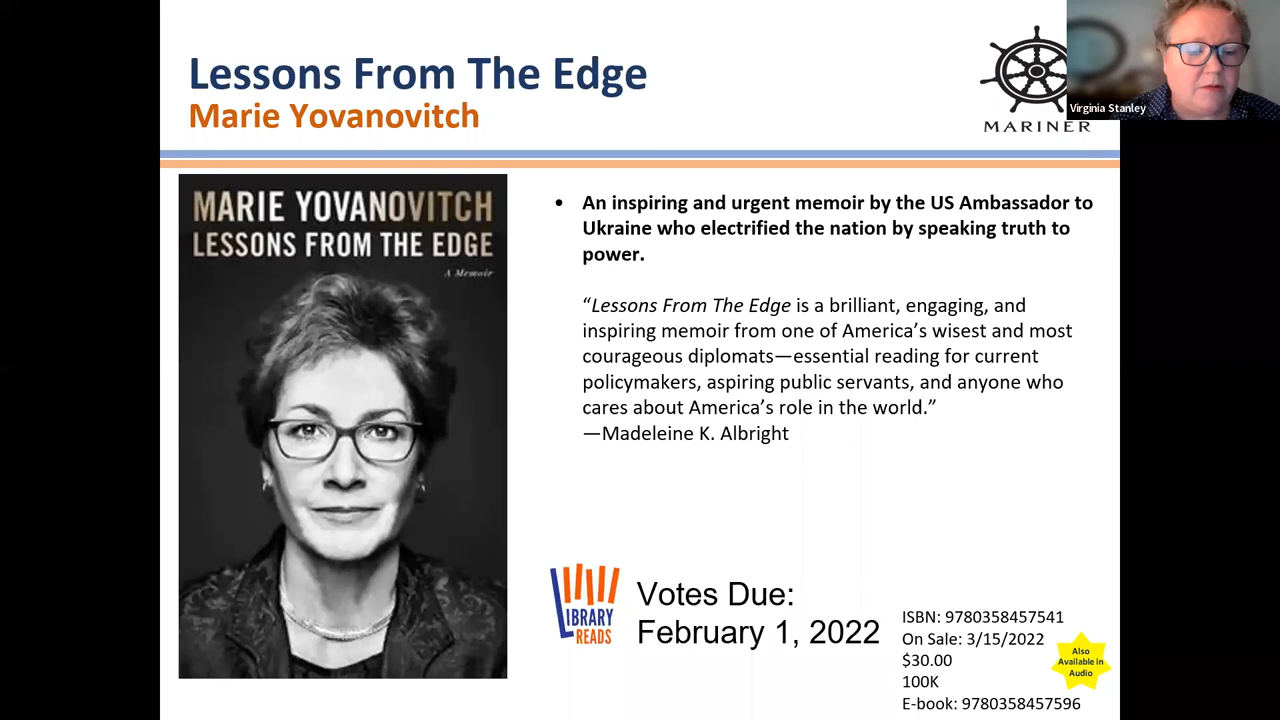 Lessons From The Edge
Marie Yovanovitch
MARINER
Virginia Stanley
MARIE YOVANOVITCH
LESSONS FROM THE EDGE
A Memoir
• An inspiring and urgent memoir by the US Ambassador to
Ukraine who electrified the nation by speaking truth to
power.
“Lessons From The Edge is a brilliant, engaging, and
inspiring memoir from one of America’s wisest and most
courageous diplomats—essential reading for current
policymakers, aspiring public servants, and anyone who
cares about America’s role in the world.”
—Madeleine K. Albright
LIBRARY
READS
Votes Due:
February 1, 2022
ISBN: 9780358457541
On Sale: 3/15/2022
$30.00
100K
E-book: 9780358457596
Also
Available in
Audio